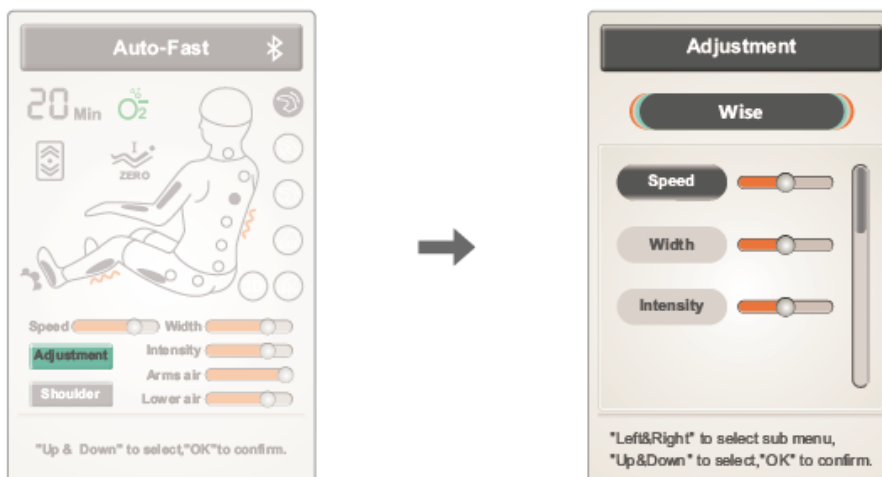 Auto-Fast
20 Min O2
I
ZERO
Speed Width
Adjustment Intensity
Arms air
Shoulder Lower air
"Up & Down" to select,"OK"to confirm.
Adjustment
Wise
Speed
Width
Intensity
"Left&Right" to select sub menu,
"Up&Down" to select,"OK" to confirm.